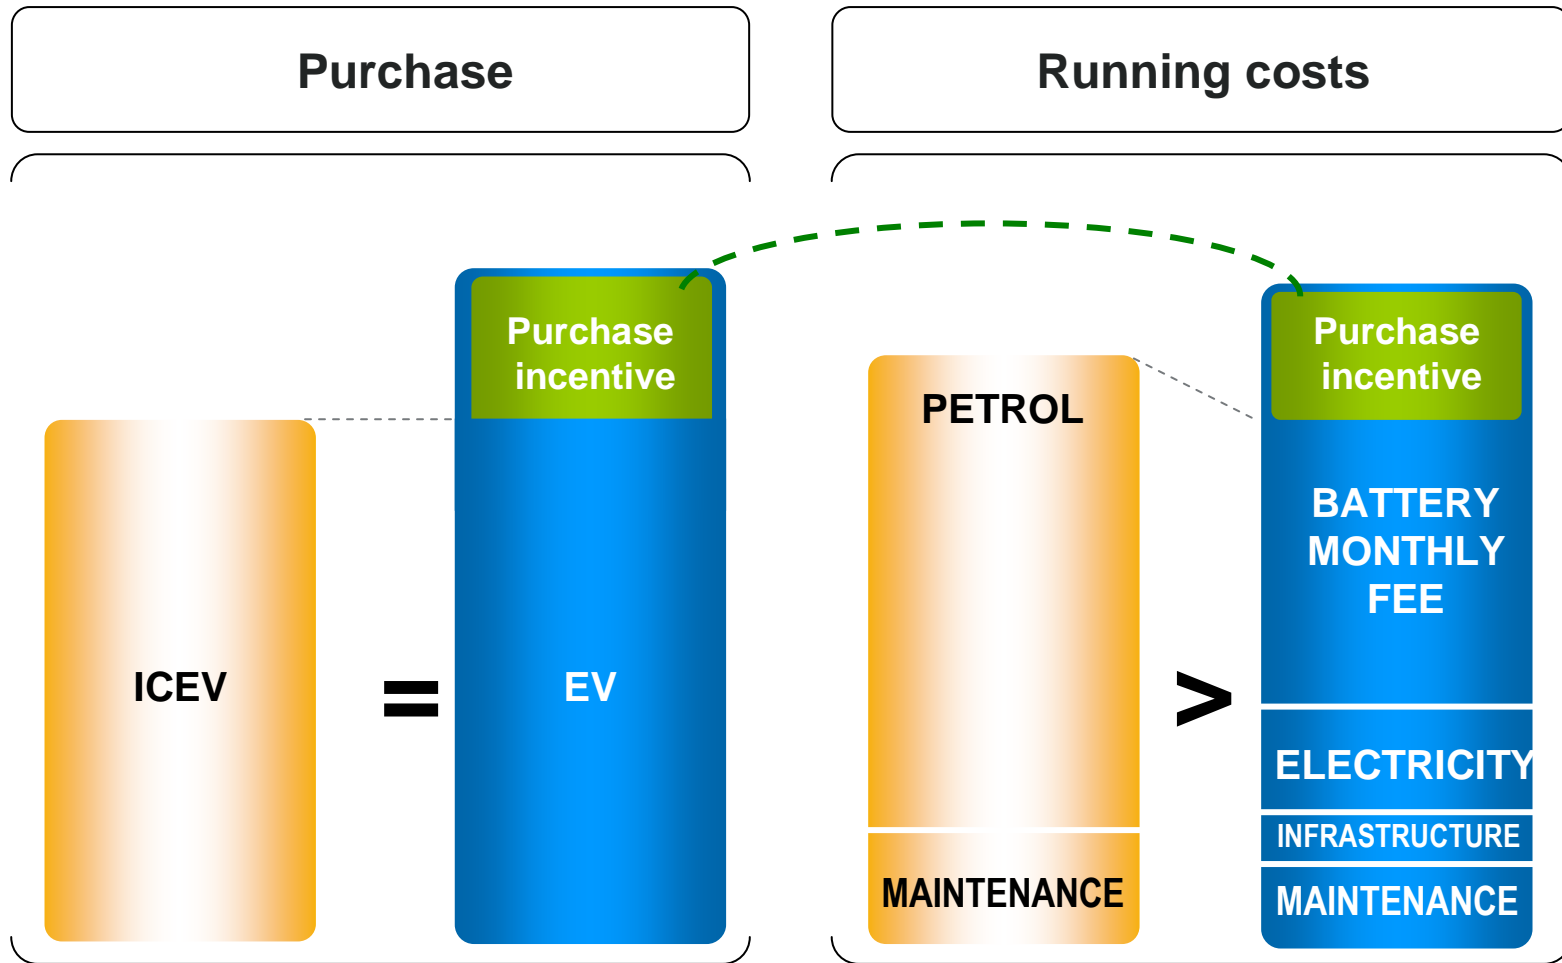 Purchase
Running costs
Purchase
incentive
ICEV
=
EV
PETROL
MAINTENANCE
>
Purchase
incentive
BATTERY
MONTHLY
FEE
ELECTRICITY
INFRASTRUCTURE
MAINTENANCE